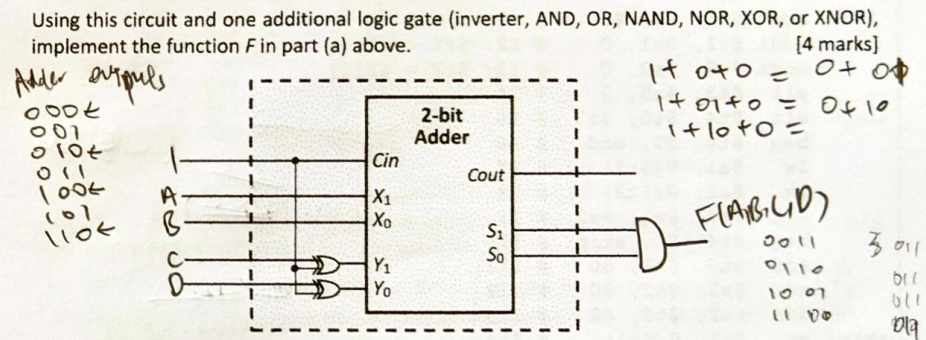 Using this circuit and one additional logic gate (inverter, AND, OR, NAND, NOR, XOR, or XNOR),
implement the function F in part (a) above. [4 marks]
Adder outputs
000←
001
010←
011
100←
101
110←
1+ 0+0 = 0+ 00
1+01+0 = 0+10
1+10+0 =
2-bit
Adder
1
Cin
Cout
A
X1
B
X0
C
Y1
D
Y0
S1
S0
F(A,B,C,D)
0011
0110
1001
1100
3 011
011
011